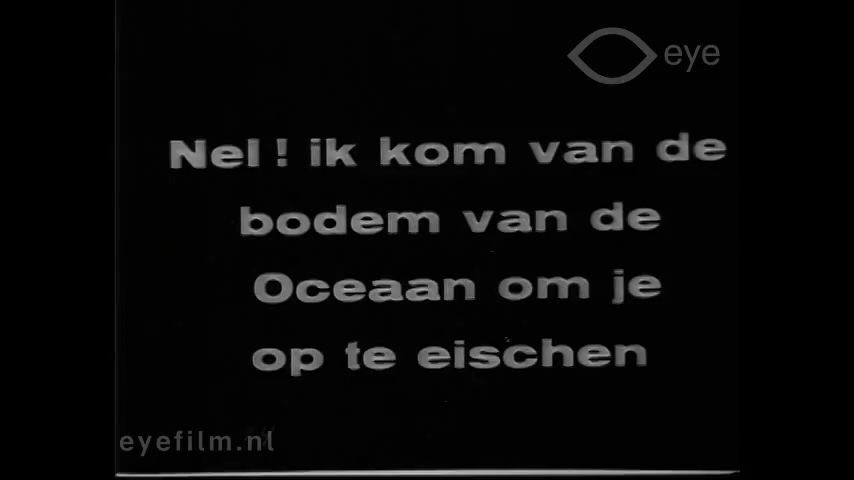 eye
Nel! ik kom van de
bodem van de
Oceaan om je
op te eischen
eyefilm.nl